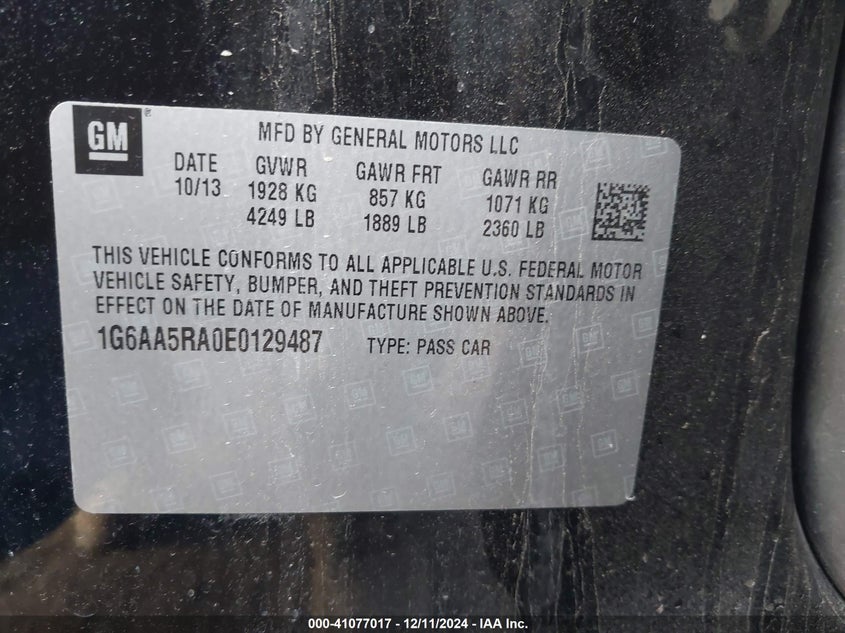 GM
MFD BY GENERAL MOTORS LLC
DATE GVWR GAWR FRT GAWR RR
10/13 1928 KG 857 KG 1071 KG
4249 LB 1889 LB 2360 LB
THIS VEHICLE CONFORMS TO ALL APPLICABLE U.S. FEDERAL MOTOR
VEHICLE SAFETY, BUMPER, AND THEFT PREVENTION STANDARDS IN
EFFECT ON THE DATE OF MANUFACTURE SHOWN ABOVE.
1G6AA5RA0E0129487 TYPE: PASS CAR
000-41077017 - 12/11/2024 - IAA Inc.